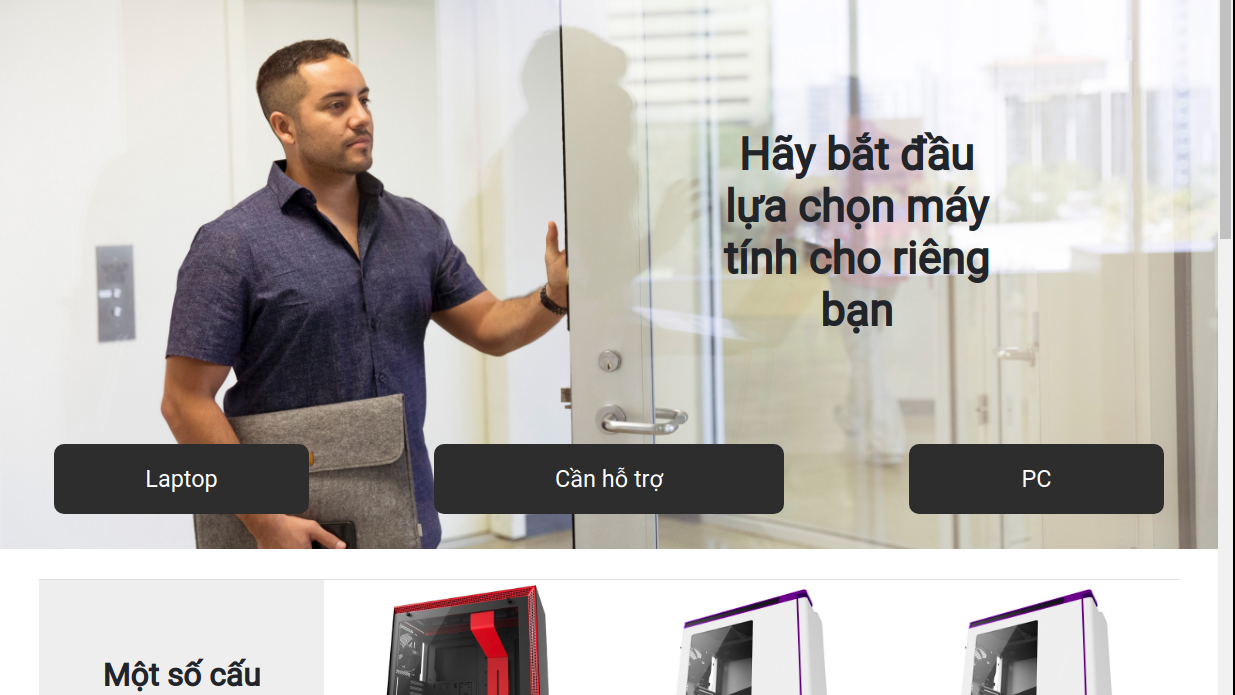 Hãy bắt đầu
lựa chọn máy
tính cho riêng
bạn
Laptop
Cần hỗ trợ
PC
Một số cấu